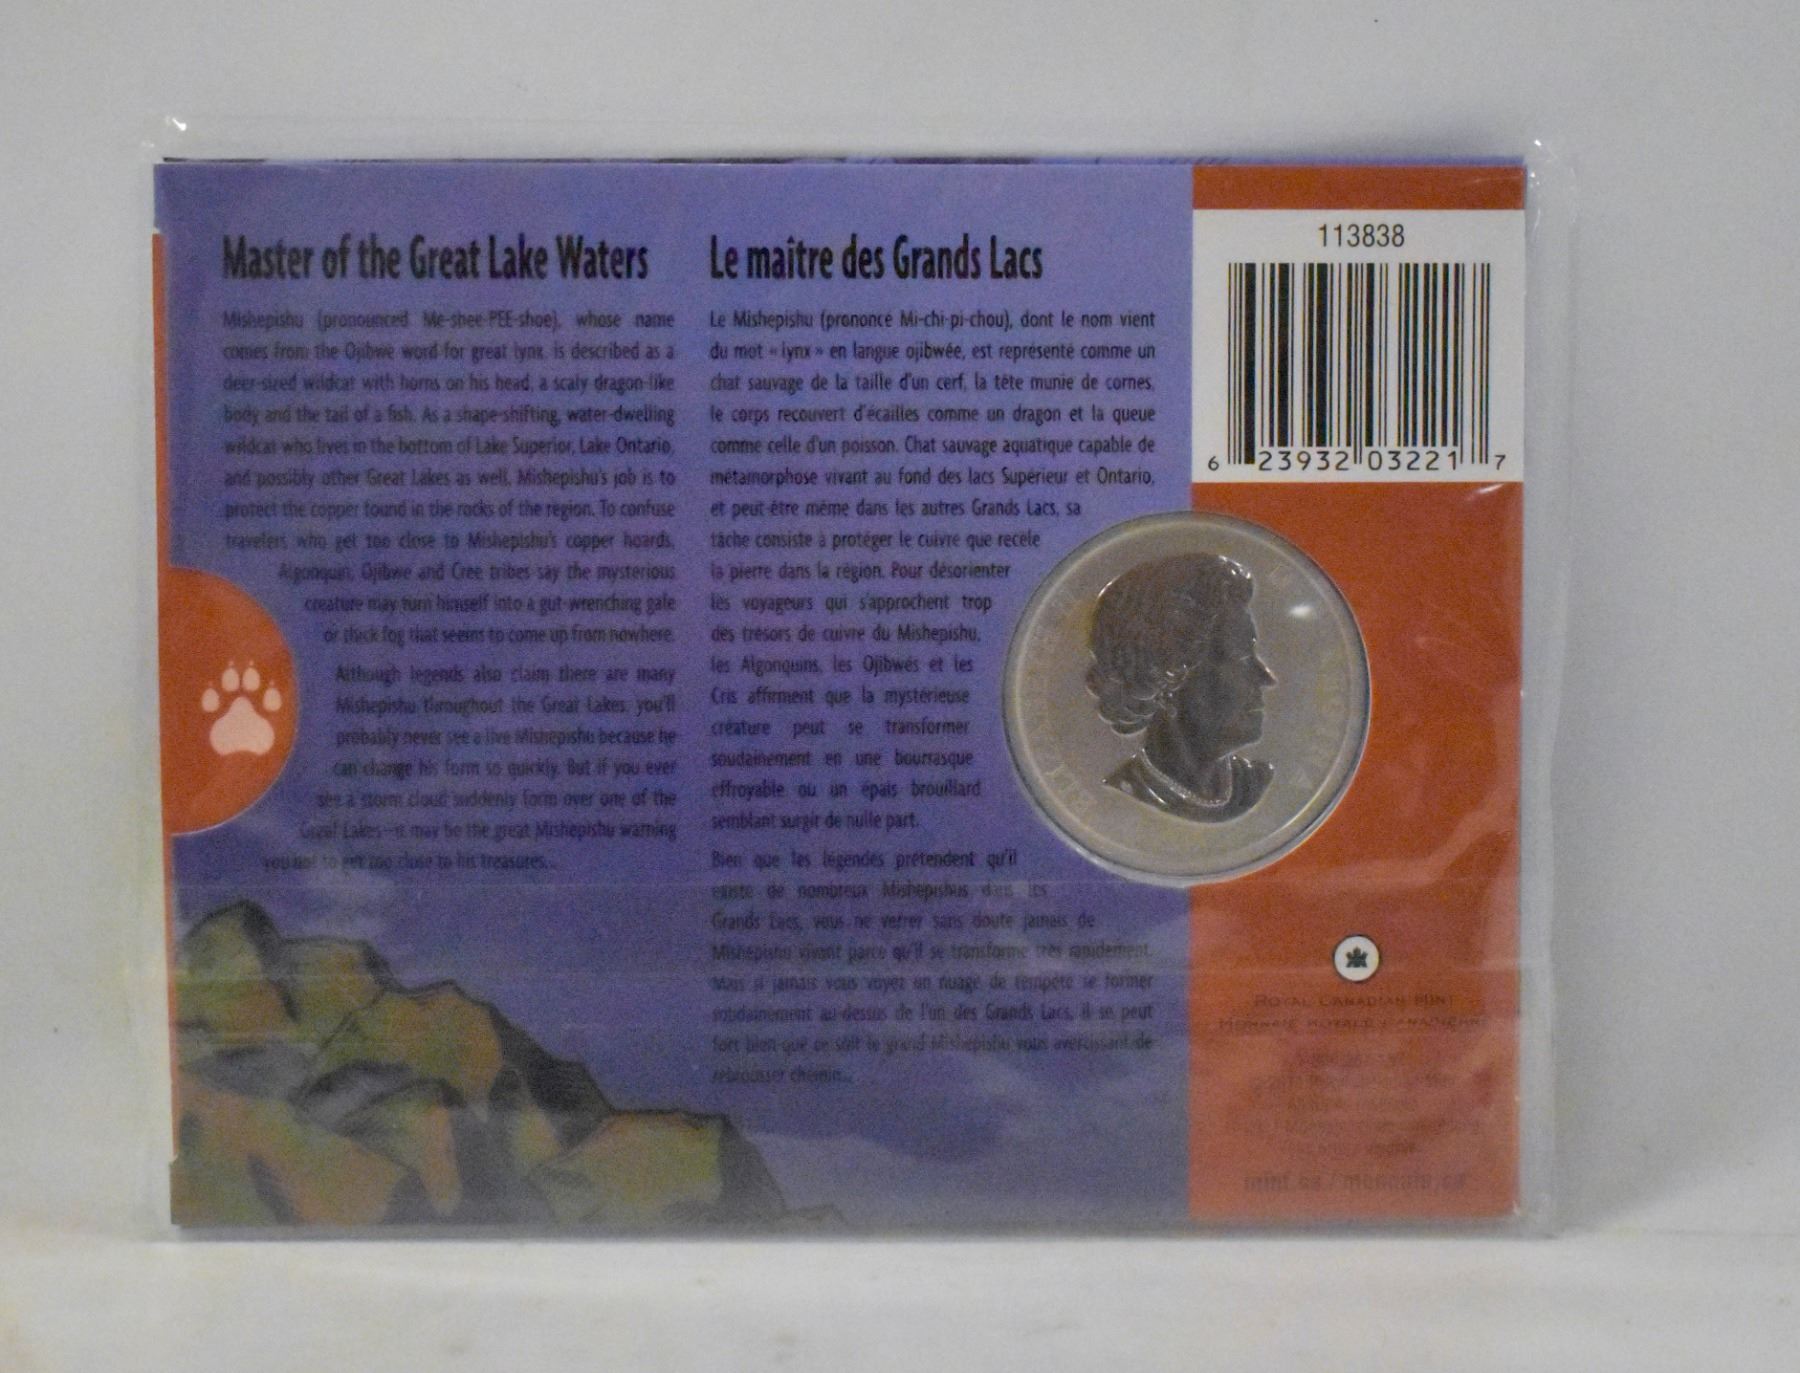 Master of the Great Lake Waters
Mishepishu (pronounced Me-shee-PEE-shoe), whose name
comes from the Ojibwe word for great lynx, is described as a
deer-sized wildcat with horns on his head, a scaly dragon-like
body and the tail of a fish. As a shape-shifting, water-dwelling
wildcat who lives in the bottom of Lake Superior, Lake Ontario,
and possibly other Great Lakes as well, Mishepishu's job is to
protect the copper found in the rocks of the region. To confuse
travelers who get too close to Mishepishu's copper hoards,
Algonquin, Ojibwe and Cree tribes say the mysterious
creature may turn himself into a gut-wrenching gale
or thick fog that seems to come up from nowhere.
Although legends also claim there are many
Mishepishu throughout the Great Lakes, you'll
probably never see a live Mishepishu because he
can change his form so quickly. But if you ever
see a storm cloud suddenly form over one of the
Great Lakes—it may be the great Mishepishu warning
you not to get too close to his treasures...
Le maître des Grands Lacs
Le Mishepishu (prononcé Mi-chi-pi-chou), dont le nom vient
du mot « lynx » en langue ojibwée, est représenté comme un
chat sauvage de la taille d'un cerf, la tête munie de cornes,
le corps recouvert d'écailles comme un dragon et la queue
comme celle d'un poisson. Chat sauvage aquatique capable de
métamorphose vivant au fond des lacs Supérieur et Ontario,
et peut-être même dans les autres Grands Lacs, sa
tâche consiste à protéger le cuivre que recèle
la pierre dans la région. Pour désorienter
les voyageurs qui s'approchent trop
des trésors de cuivre du Mishepishu,
les Algonquins, les Ojibwés et les
Cris affirment que la mystérieuse
créature peut se transformer
soudainement en une bourrasque
effroyable ou un épais brouillard
semblant surgir de nulle part.
Bien que les légendes prétendent qu'il
existe de nombreux Mishepishus dans les
Grands Lacs, vous ne verrez sans doute jamais de
Mishepishu vivant parce qu'il se transforme très rapidement.
Mais si jamais vous voyez un nuage de tempête se former
soudainement au-dessus de l'un des Grands Lacs, il se peut
fort bien que ce soit le grand Mishepishu vous avertissant de
rebrousser chemin...
113838
6 23932 03221 7
ELIZABETH
ROYAL CANADIAN MINT
MONNAIE ROYALE CANADIENNE
mint.ca / monnaie.ca